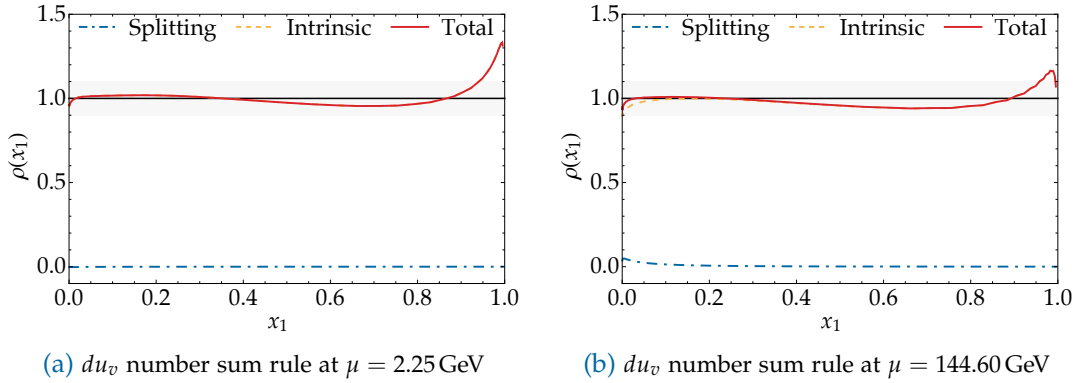 1.5
Splitting Intrinsic Total
1.0
ρ(x₁)
0.5
0.0
0.0 0.2 0.4 0.6 0.8 1.0
x₁
(a) duᵥ number sum rule at μ = 2.25 GeV
1.5
Splitting Intrinsic Total
1.0
ρ(x₁)
0.5
0.0
0.0 0.2 0.4 0.6 0.8 1.0
x₁
(b) duᵥ number sum rule at μ = 144.60 GeV